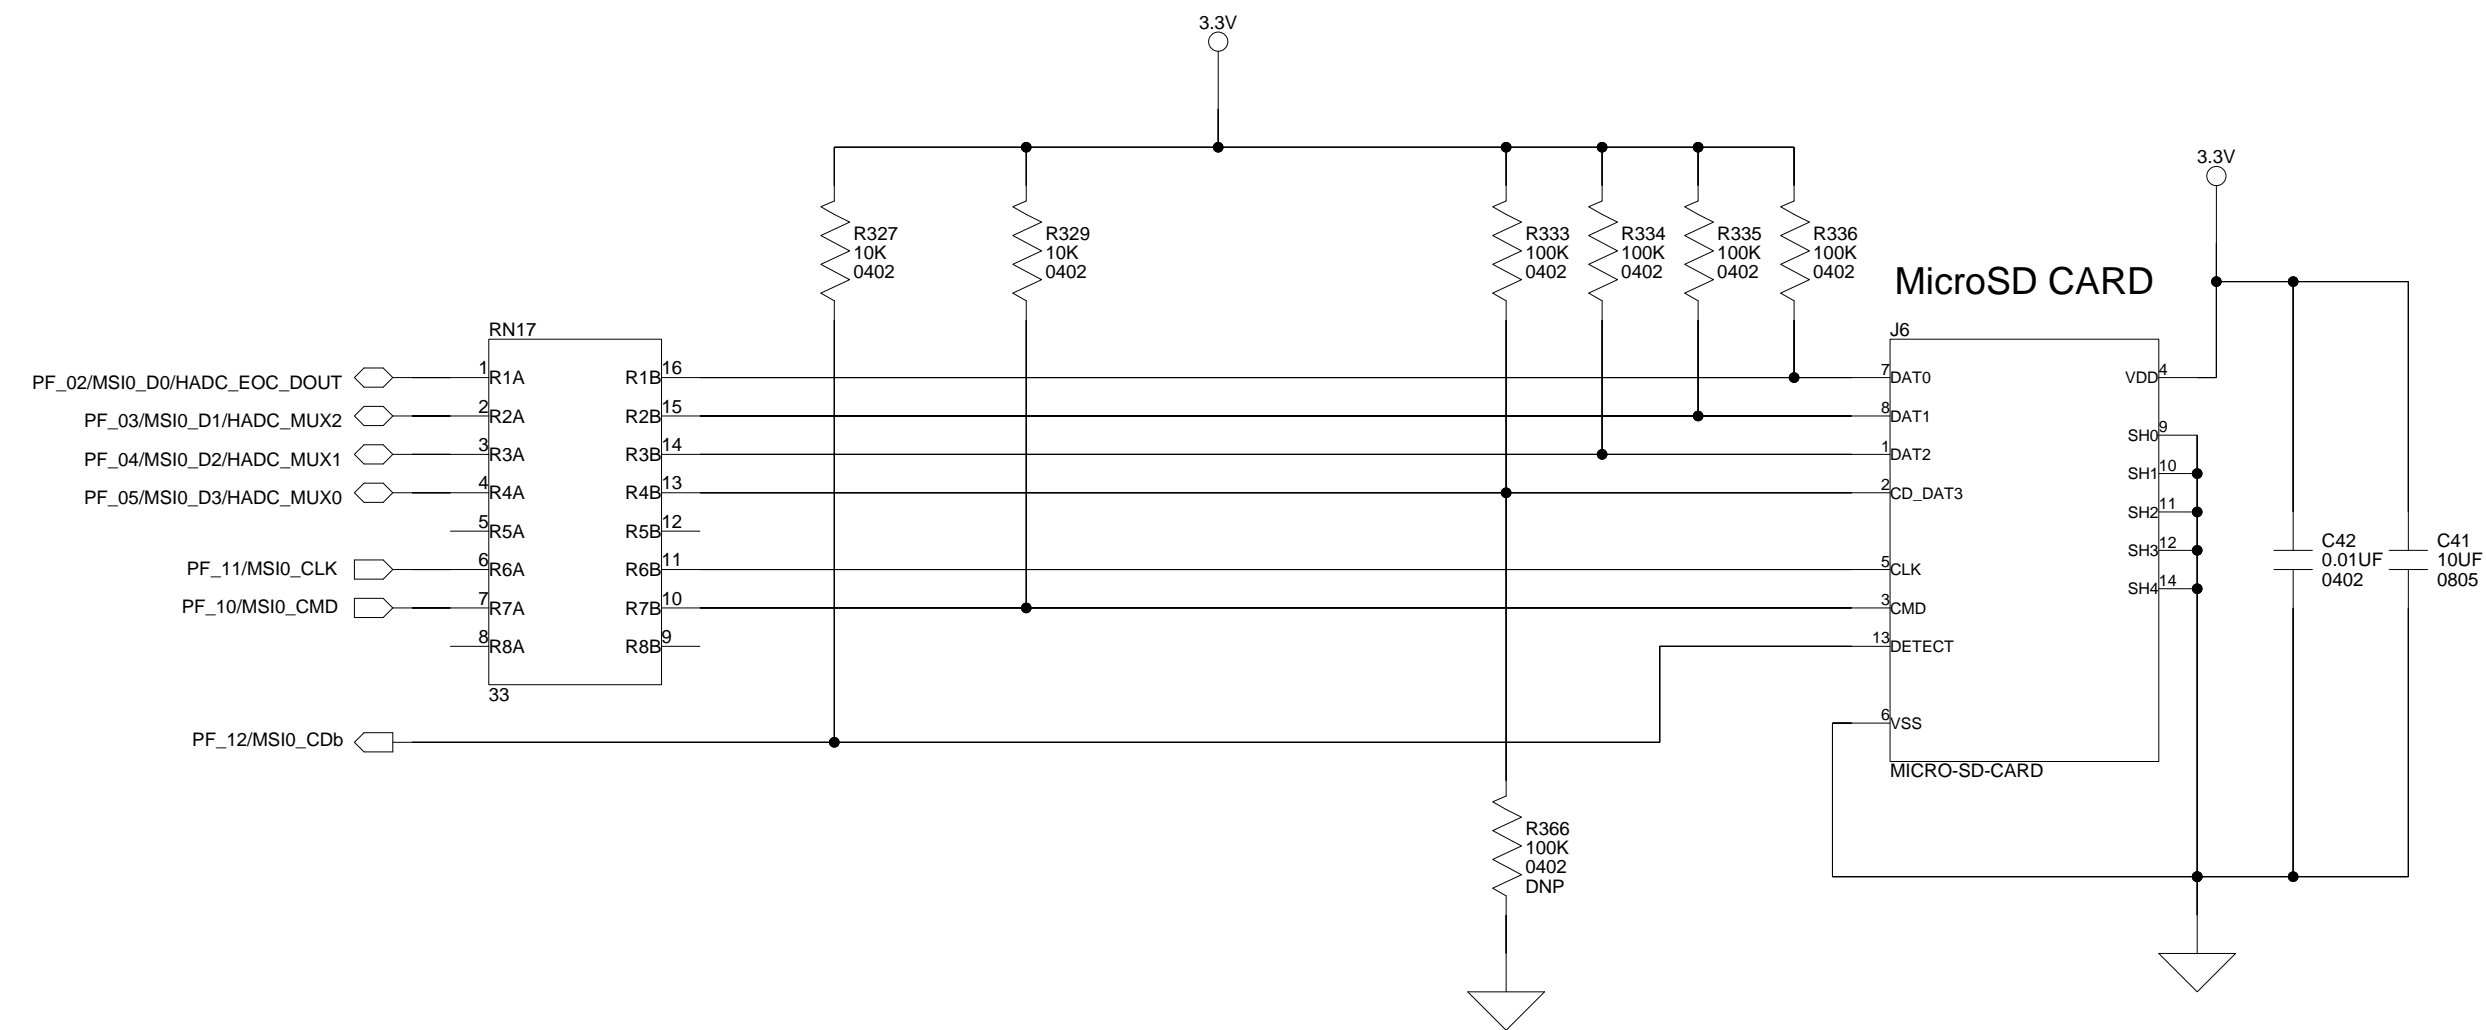 3.3V
3.3V
R327
10K
0402
R329
10K
0402
R333
100K
0402
R334
100K
0402
R335
100K
0402
R336
100K
0402
MicroSD CARD
RN17
PF_02/MSI0_D0/HADC_EOC_DOUT
PF_03/MSI0_D1/HADC_MUX2
PF_04/MSI0_D2/HADC_MUX1
PF_05/MSI0_D3/HADC_MUX0
PF_11/MSI0_CLK
PF_10/MSI0_CMD
PF_12/MSI0_CDb
1 R1A R1B 16
2 R2A R2B 15
3 R3A R3B 14
4 R4A R4B 13
5 R5A R5B 12
6 R6A R6B 11
7 R7A R7B 10
8 R8A R8B 9
33
J6
7 DAT0 VDD 4
8 DAT1 SH0 9
1 DAT2 SH1 10
2 CD_DAT3 SH2 11
SH3 12
5 CLK SH4 14
3 CMD
13 DETECT
6 VSS
MICRO-SD-CARD
C42
0.01UF
0402
C41
10UF
0805
R366
100K
0402
DNP